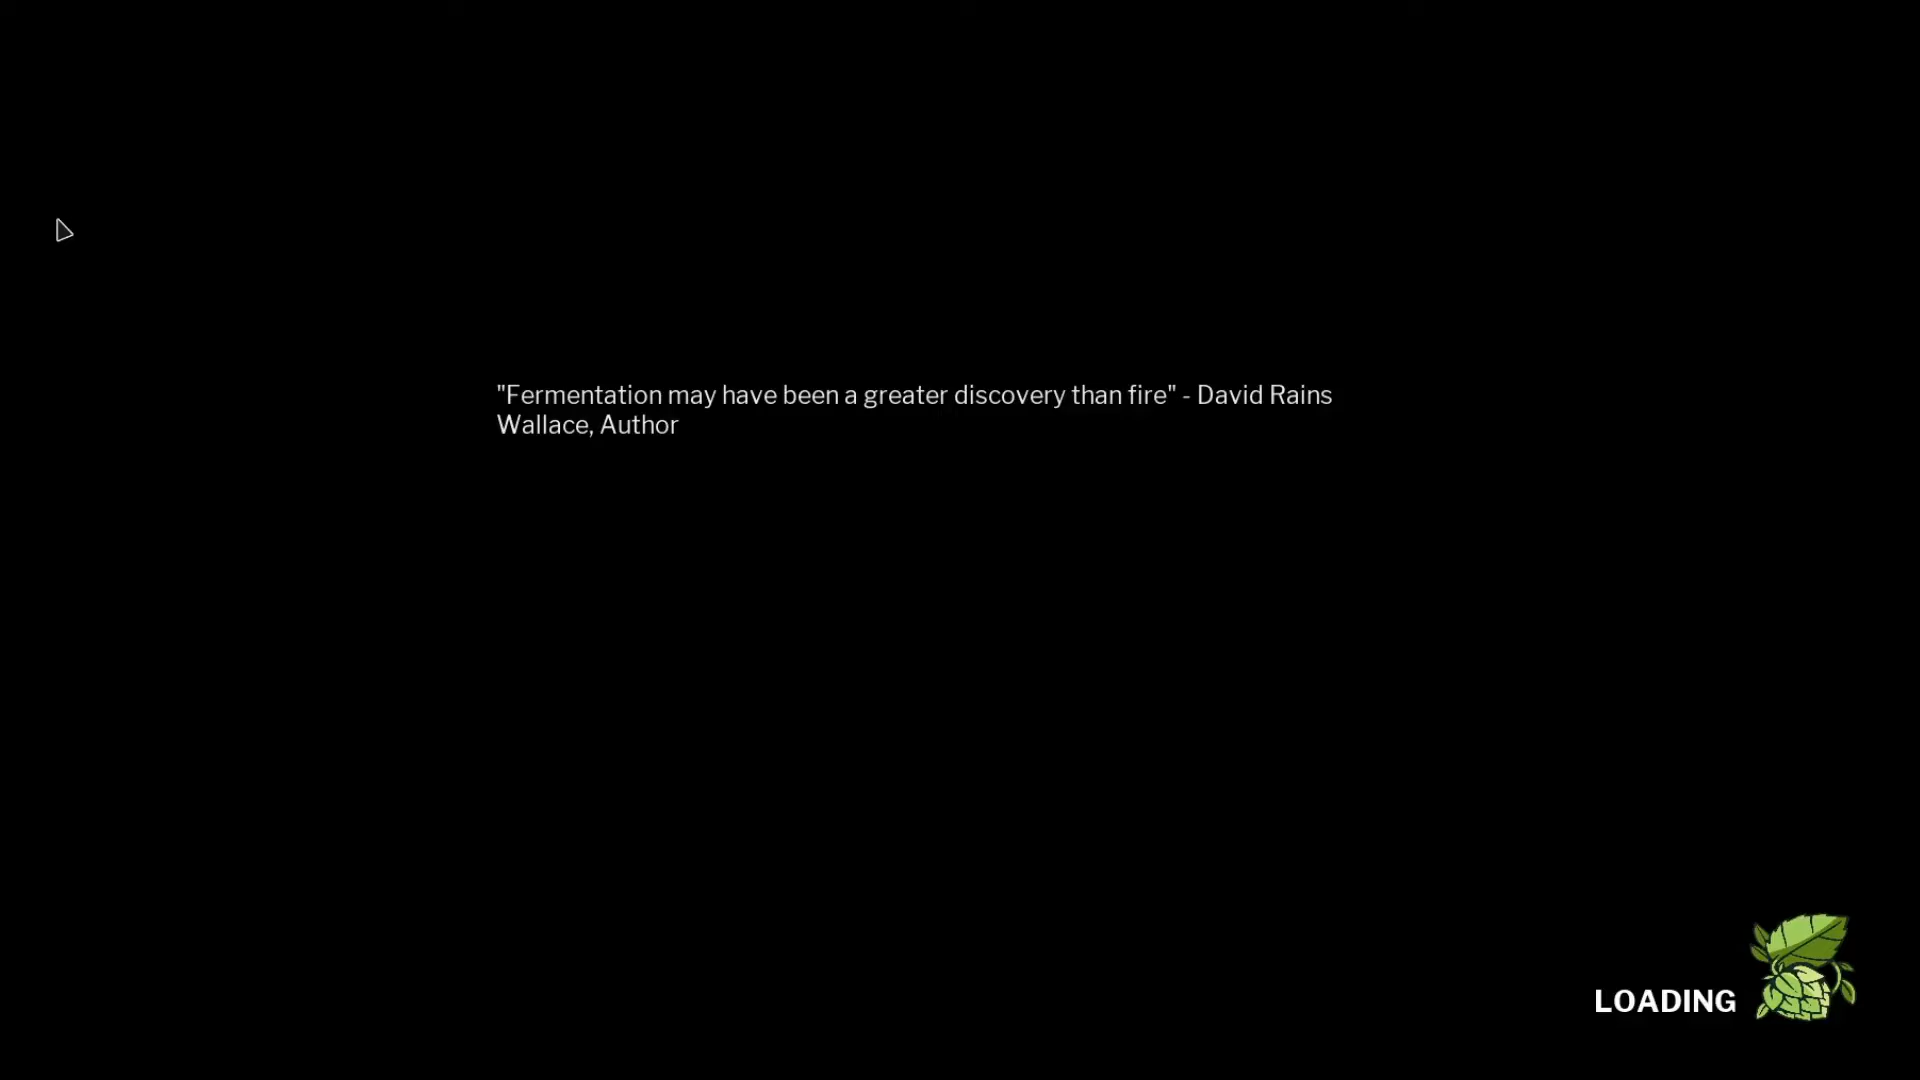 "Fermentation may have been a greater discovery than fire" - David Rains
Wallace, Author
LOADING